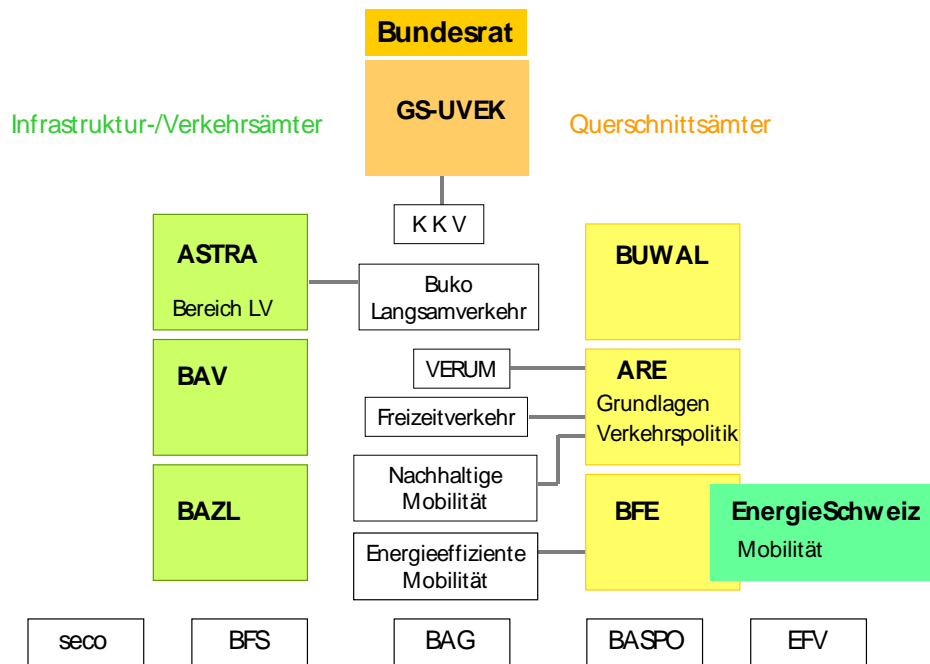 Bundesrat
GS-UVEK
Infrastruktur-/Verkehrsämter
Querschnittsämter
K K V
ASTRA
Bereich LV
Buko
Langsamverkehr
BUWAL
BAV
VERUM
Freizeitverkehr
ARE
Grundlagen
Verkehrspolitik
Nachhaltige
Mobilität
BAZL
Energieeffiziente
Mobilität
BFE
EnergieSchweiz
Mobilität
seco
BFS
BAG
BASPO
EFV